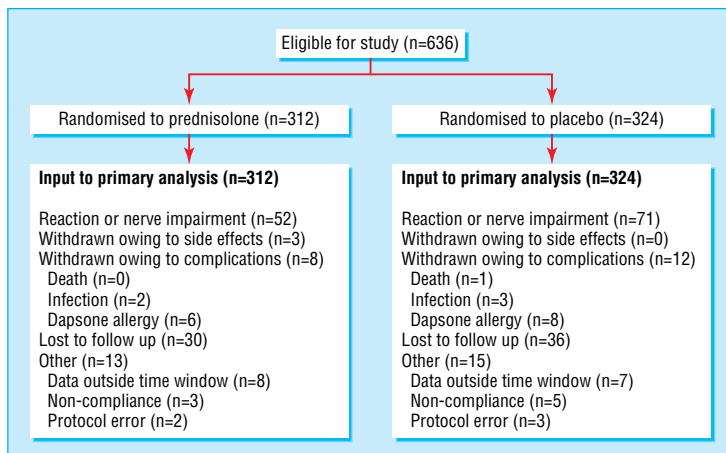 Eligible for study (n=636)
Randomised to prednisolone (n=312)
Randomised to placebo (n=324)
Input to primary analysis (n=312)
Reaction or nerve impairment (n=52)
Withdrawn owing to side effects (n=3)
Withdrawn owing to complications (n=8)
Death (n=0)
Infection (n=2)
Dapsone allergy (n=6)
Lost to follow up (n=30)
Other (n=13)
Data outside time window (n=8)
Non-compliance (n=3)
Protocol error (n=2)
Input to primary analysis (n=324)
Reaction or nerve impairment (n=71)
Withdrawn owing to side effects (n=0)
Withdrawn owing to complications (n=12)
Death (n=1)
Infection (n=3)
Dapsone allergy (n=8)
Lost to follow up (n=36)
Other (n=15)
Data outside time window (n=7)
Non-compliance (n=5)
Protocol error (n=3)